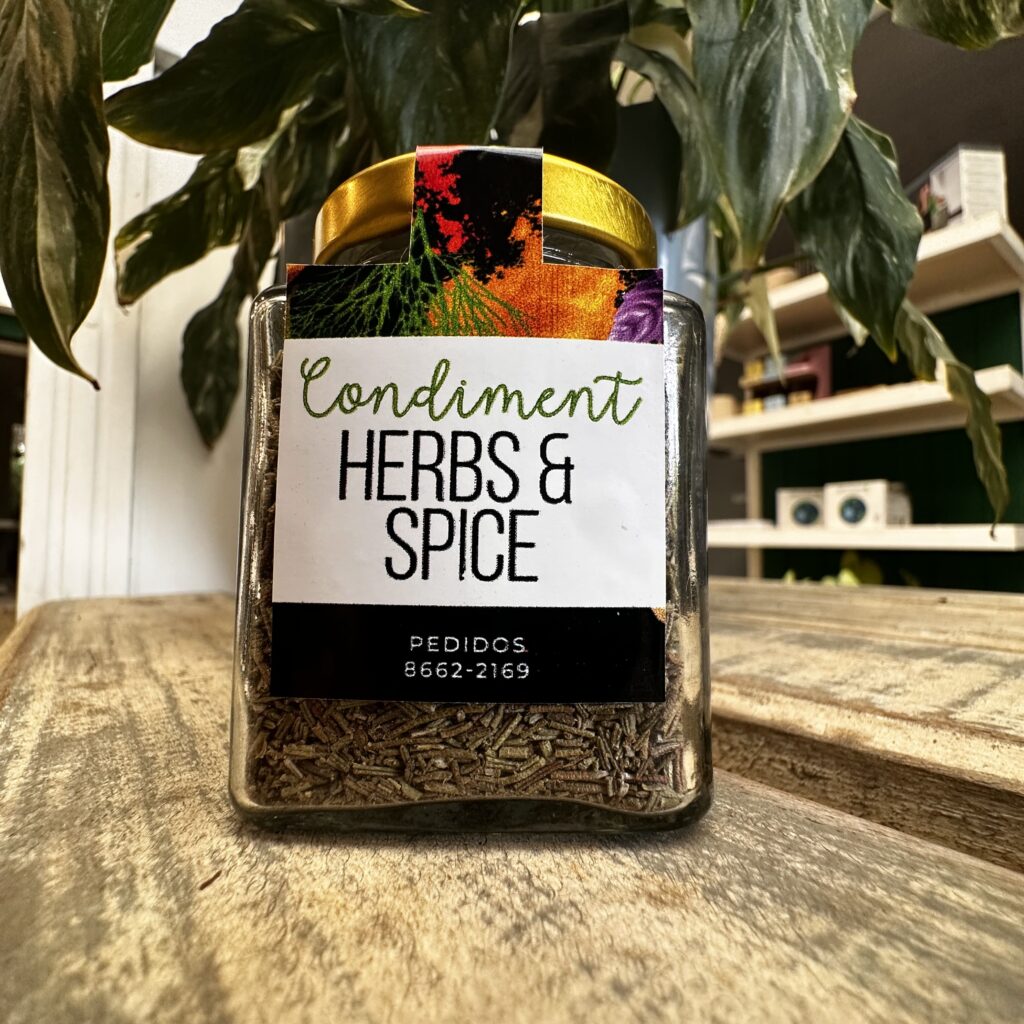 Condiment
HERBS &
SPICE
PEDIDOS
8662-2169